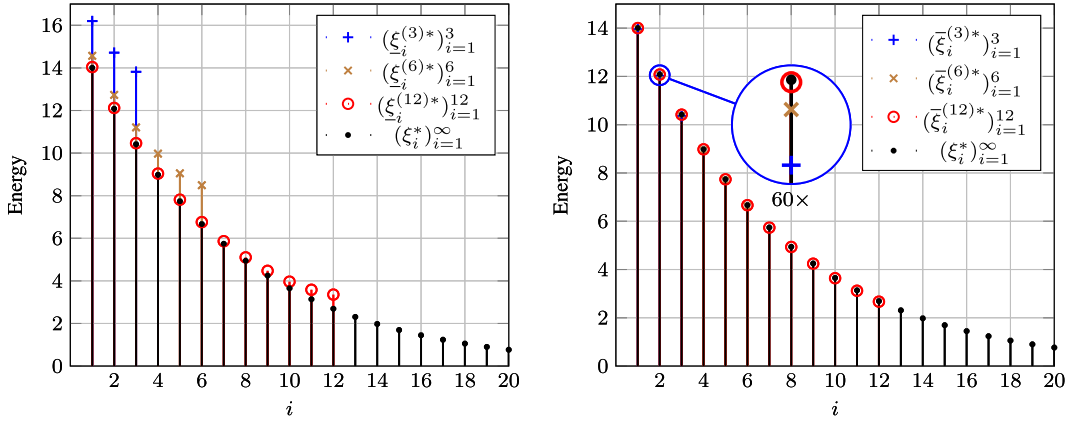 16
14
12
10
8
6
4
2
0
2 4 6 8 10 12 14 16 18 20
i
Energy
(ξ̲_i^{(3)*})_{i=1}^3
(ξ̲_i^{(6)*})_{i=1}^6
(ξ̲_i^{(12)*})_{i=1}^{12}
(ξ_i^*)_{i=1}^∞
14
12
10
8
6
4
2
0
2 4 6 8 10 12 14 16 18 20
i
Energy
60×
(ξ̅_i^{(3)*})_{i=1}^3
(ξ̅_i^{(6)*})_{i=1}^6
(ξ̅_i^{(12)*})_{i=1}^{12}
(ξ_i^*)_{i=1}^∞